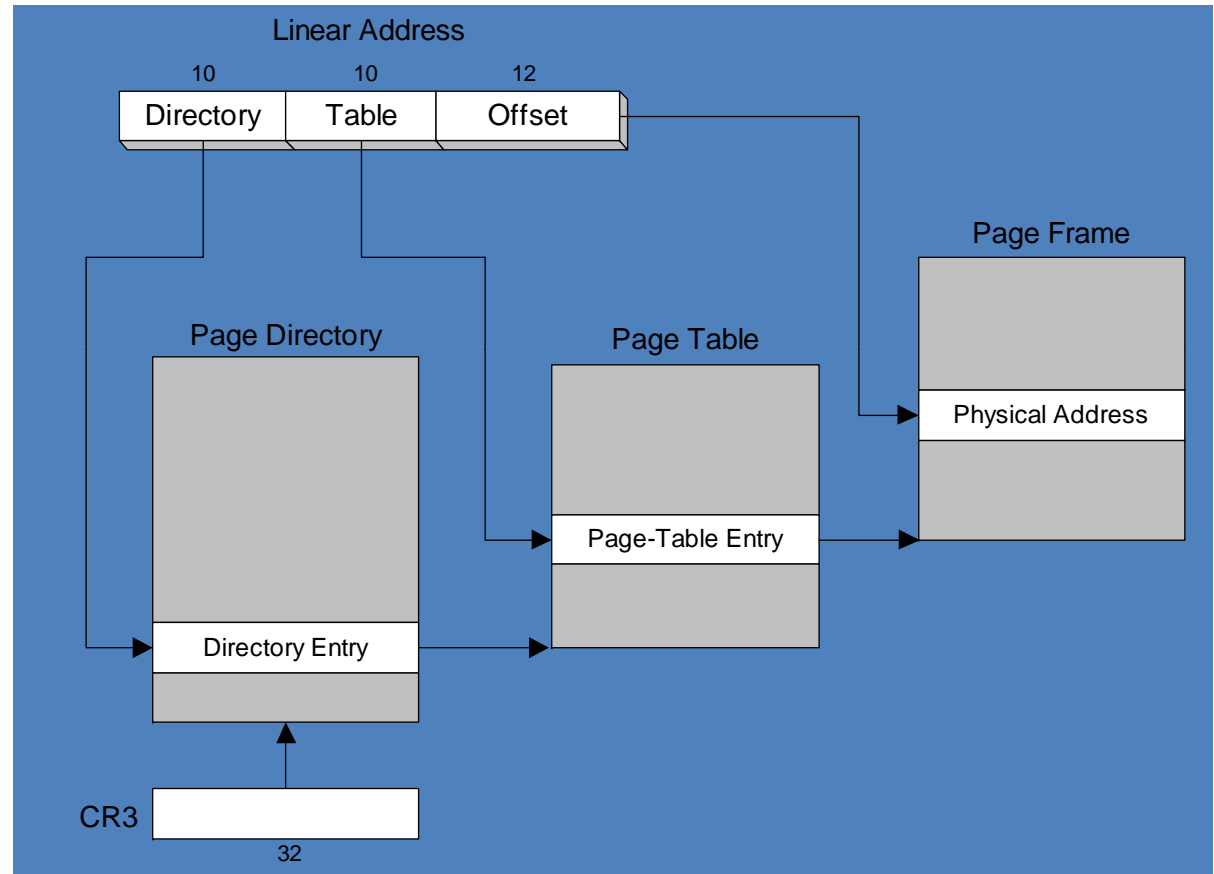 Linear Address
10 10 12
Directory Table Offset
Page Frame
Page Directory
Page Table
Physical Address
Page-Table Entry
Directory Entry
CR3
32